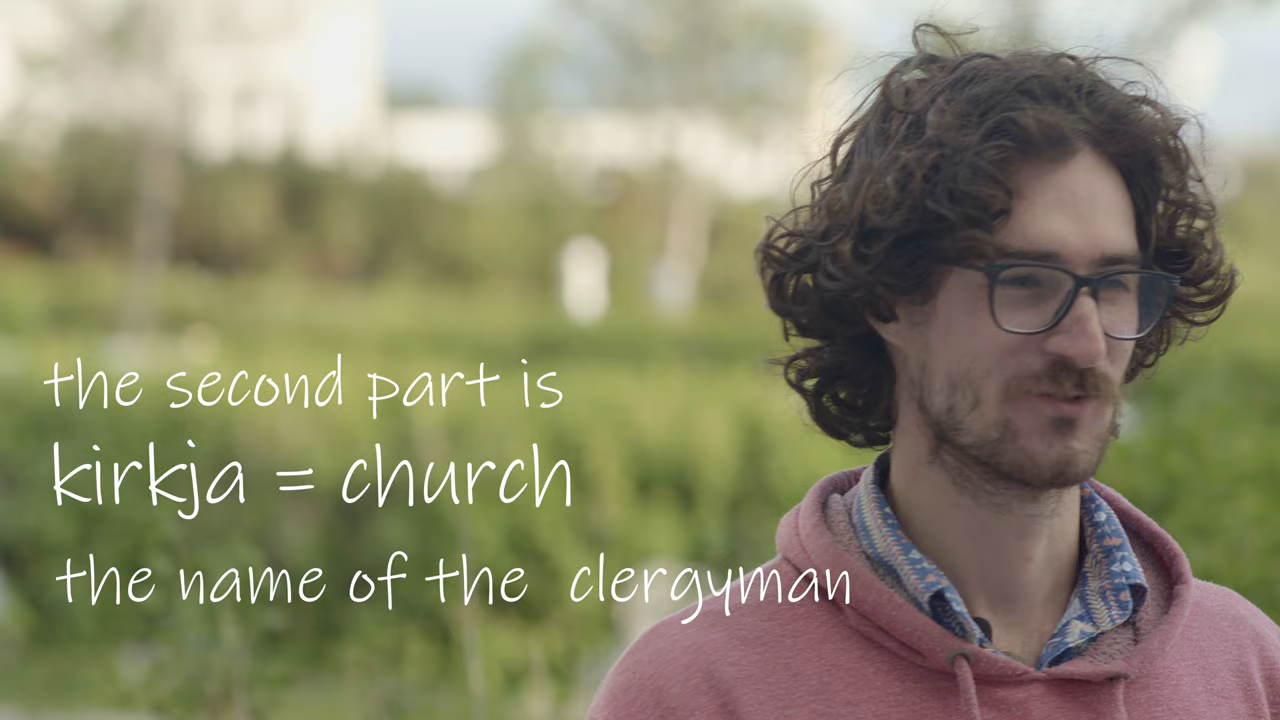 the second part is
kirkja = church
the name of the clergyman